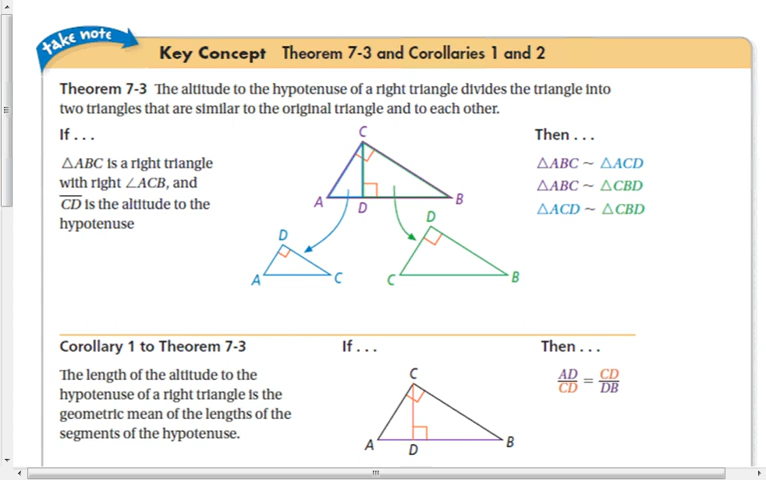 take note
Key Concept Theorem 7-3 and Corollaries 1 and 2
Theorem 7-3 The altitude to the hypotenuse of a right triangle divides the triangle into
two triangles that are similar to the original triangle and to each other.
If . . .
Then . . .
△ABC is a right triangle
with right ∠ACB, and
CD is the altitude to the
hypotenuse
C
A
D
B
D
A
C
D
C
B
△ABC ~ △ACD
△ABC ~ △CBD
△ACD ~ △CBD
Corollary 1 to Theorem 7-3
If . . .
Then . . .
The length of the altitude to the
hypotenuse of a right triangle is the
geometric mean of the lengths of the
segments of the hypotenuse.
C
A
D
B
AD/CD = CD/DB